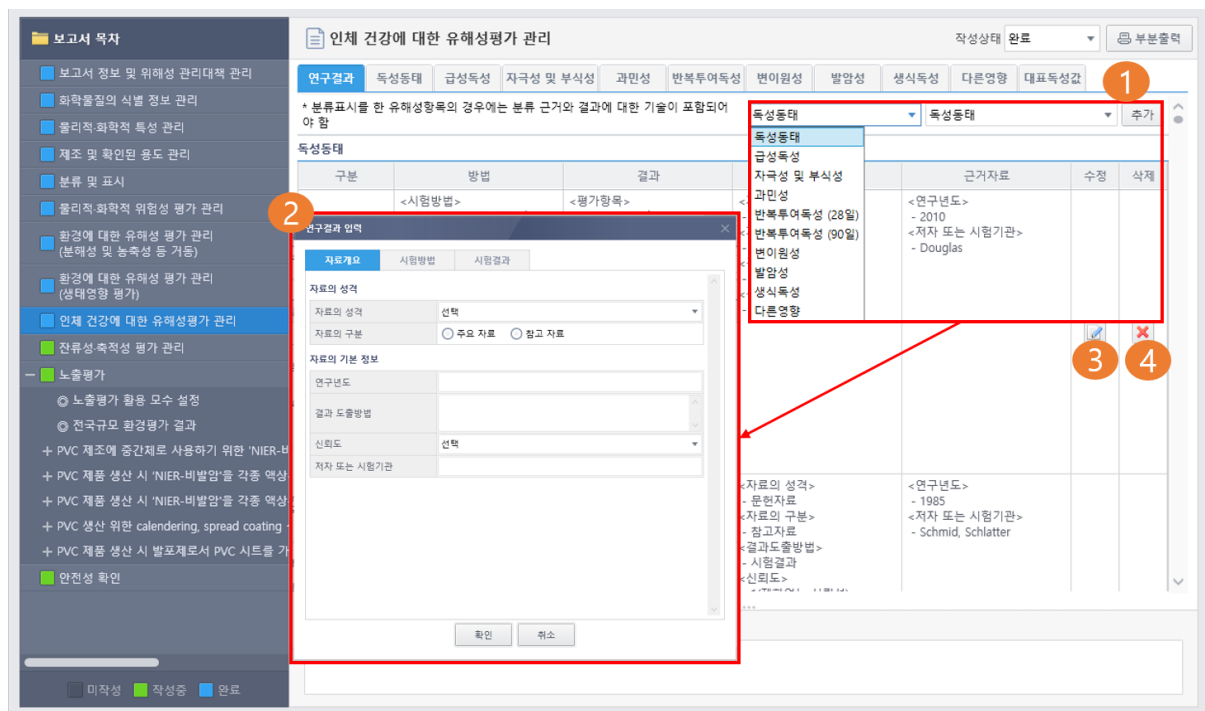 보고서 목차
보고서 정보 및 위해성 관리대책 관리
화학물질의 식별 정보 관리
물리적·화학적 특성 관리
제조 및 확인된 용도 관리
분류 및 표시
물리적·화학적 위험성 평가 관리
환경에 대한 유해성 평가 관리
(분해성 및 농축성 등 거동)
환경에 대한 유해성 평가 관리
(생태영향 평가)
인체 건강에 대한 유해성평가 관리
잔류성·축적성 평가 관리
노출평가
◎ 노출평가 활용 모수 설정
◎ 전국규모 환경평가 결과
+ PVC 제조에 중간체로 사용하기 위한 'NIER-비
+ PVC 제품 생산 시 'NIER-비발암'을 각종 액상
+ PVC 제품 생산 시 'NIER-비발암'을 각종 액상
+ PVC 생산 위한 calendering, spread coating
+ PVC 제품 생산 시 발포제로서 PVC 시트를 가
안전성 확인
미작성 작성중 완료
인체 건강에 대한 유해성평가 관리
작성상태 완료 부분출력
연구결과 독성동태 급성독성 자극성 및 부식성 과민성 반복투여독성 변이원성 발암성 생식독성 다른영향 대표독성값
1
* 분류표시를 한 유해성항목의 경우에는 분류 근거와 결과에 대한 기술이 포함되어
야 함
독성동태 독성동태 추가
독성동태
급성독성
자극성 및 부식성
과민성
반복투여독성 (28일)
반복투여독성 (90일)
변이원성
발암성
생식독성
다른영향
독성동태
구분 방법 결과 근거자료 수정 삭제
<시험방법> <평가항목>
<연구년도>
- 2010
<저자 또는 시험기관>
- Douglas
3 4
2
연구결과 입력
자료개요 시험방법 시험결과
자료의 성격
자료의 성격 선택
자료의 구분 주요 자료 참고 자료
자료의 기본 정보
연구년도
결과 도출방법
신뢰도 선택
저자 또는 시험기관
확인 취소
<자료의 성격>
- 문헌자료
<자료의 구분>
- 참고자료
<결과도출방법>
- 시험결과
<신뢰도>
<연구년도>
- 1985
<저자 또는 시험기관>
- Schmid, Schlatter